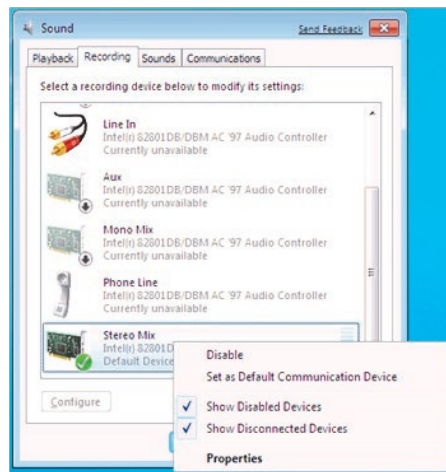 Sound
Send Feedback
Playback Recording Sounds Communications
Select a recording device below to modify its settings:
Line In
Intel(r) 82801DB/DBM AC '97 Audio Controller
Currently unavailable
Aux
Intel(r) 82801DB/DBM AC '97 Audio Controller
Currently unavailable
Mono Mix
Intel(r) 82801DB/DBM AC '97 Audio Controller
Currently unavailable
Phone Line
Intel(r) 82801DB/DBM AC '97 Audio Controller
Currently unavailable
Stereo Mix
Intel(r) 82801D
Default Device
Configure
Disable
Set as Default Communication Device
Show Disabled Devices
Show Disconnected Devices
Properties